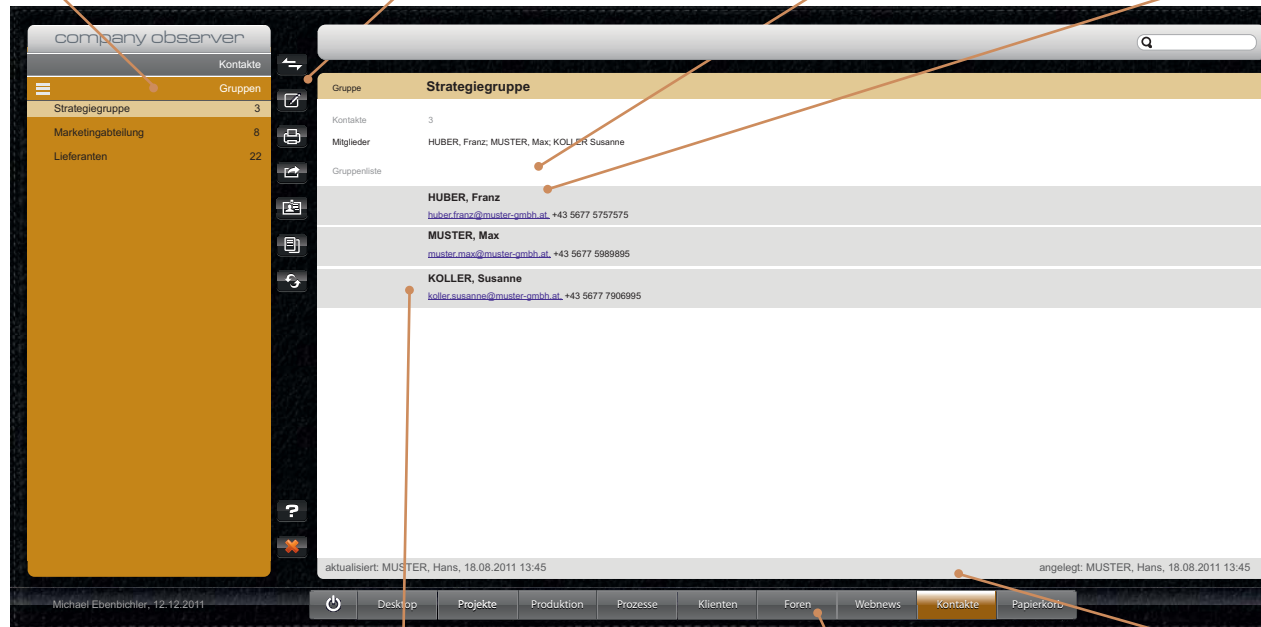 company observer
Kontakte
Gruppen
Strategiegruppe 3
Marketingabteilung 8
Lieferanten 22
Gruppe Strategiegruppe
Kontakte 3
Mitglieder HUBER, Franz; MUSTER, Max; KOLLER Susanne
Gruppenliste
HUBER, Franz
huber.franz@muster-gmbh.at, +43 5677 5757575
MUSTER, Max
muster.max@muster-gmbh.at, +43 5677 5989895
KOLLER, Susanne
koller.susanne@muster-gmbh.at, +43 5677 7906995
?
aktualisiert: MUSTER, Hans, 18.08.2011 13:45 angelegt: MUSTER, Hans, 18.08.2011 13:45
Michael Ebenbichler, 12.12.2011 Desktop Projekte Produktion Prozesse Klienten Foren Webnews Kontakte Papierkorb